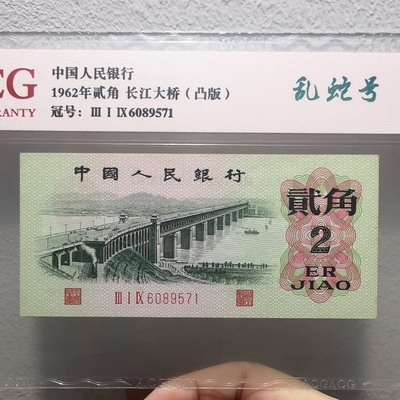 EG
RRANTY
中国人民银行
1962年贰角 长江大桥（凸版）
冠号：Ⅲ Ⅰ Ⅸ6089571
乱蛇号
中國人民銀行
貳角
2
ER
JIAO
Ⅲ Ⅰ Ⅸ 6089571